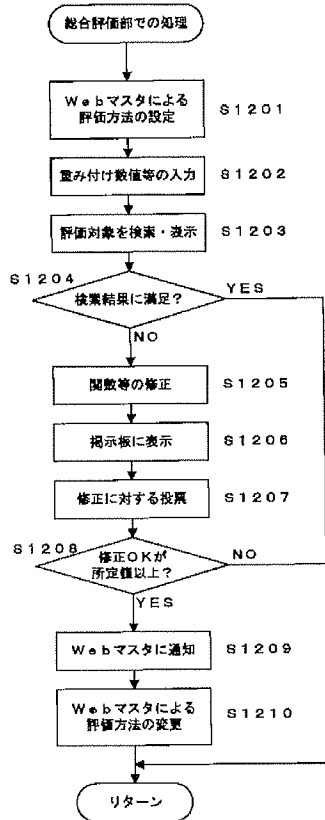 総合評価部での処理
Webマスタによる
評価方法の設定
S1201
重み付け数値等の入力
S1202
評価対象を検索・表示
S1203
S1204
検索結果に満足?
YES
NO
関数等の修正
S1205
掲示板に表示
S1206
修正に対する投票
S1207
S1208
修正OKが
所定値以上?
NO
YES
Webマスタに通知
S1209
Webマスタによる
評価方法の変更
S1210
リターン